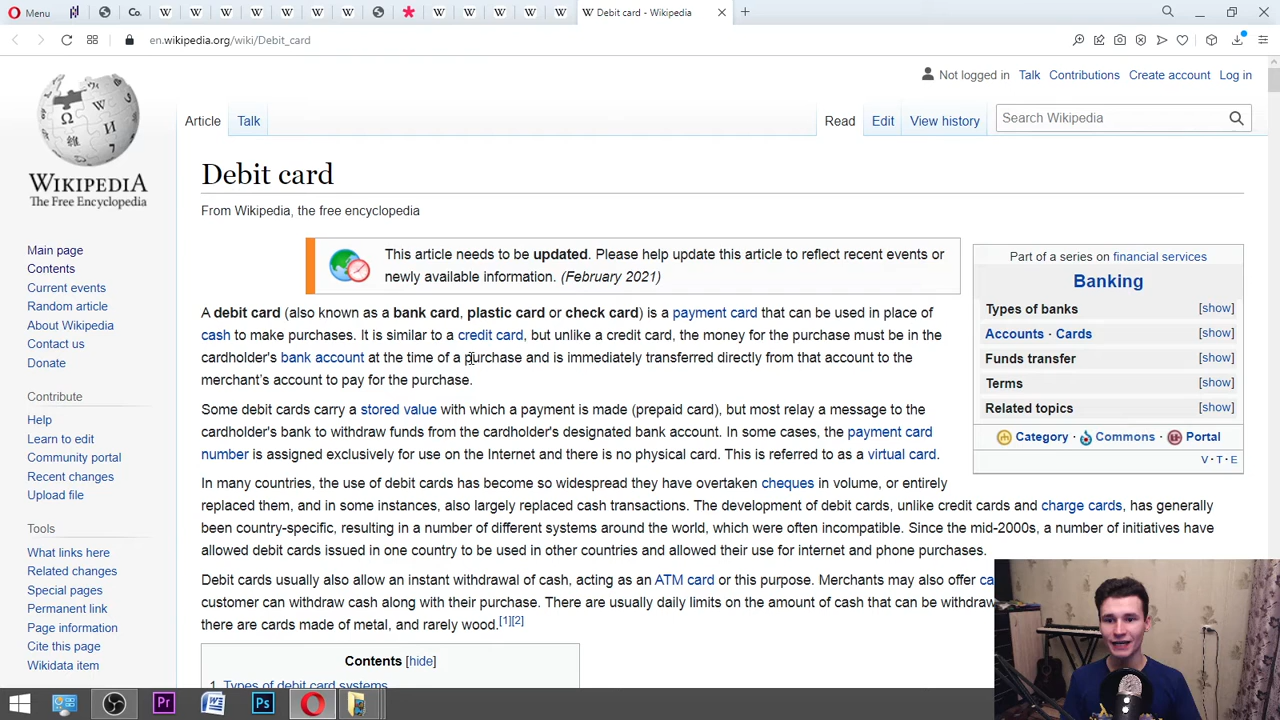 Menu
Co.
Debit card - Wikipedia
en.wikipedia.org/wiki/Debit_card
Not logged in Talk Contributions Create account Log in
Article Talk Read Edit View history Search Wikipedia
WIKIPEDIA
The Free Encyclopedia
Main page
Contents
Current events
Random article
About Wikipedia
Contact us
Donate
Contribute
Help
Learn to edit
Community portal
Recent changes
Upload file
Tools
What links here
Related changes
Special pages
Permanent link
Page information
Cite this page
Wikidata item
Debit card
From Wikipedia, the free encyclopedia
This article needs to be updated. Please help update this article to reflect recent events or
newly available information. (February 2021)
Part of a series on financial services
Banking
Types of banks [show]
Accounts · Cards [show]
Funds transfer [show]
Terms [show]
Related topics [show]
Category · Commons · Portal
V · T · E
A debit card (also known as a bank card, plastic card or check card) is a payment card that can be used in place of
cash to make purchases. It is similar to a credit card, but unlike a credit card, the money for the purchase must be in the
cardholder's bank account at the time of a purchase and is immediately transferred directly from that account to the
merchant's account to pay for the purchase.
Some debit cards carry a stored value with which a payment is made (prepaid card), but most relay a message to the
cardholder's bank to withdraw funds from the cardholder's designated bank account. In some cases, the payment card
number is assigned exclusively for use on the Internet and there is no physical card. This is referred to as a virtual card.
In many countries, the use of debit cards has become so widespread they have overtaken cheques in volume, or entirely
replaced them, and in some instances, also largely replaced cash transactions. The development of debit cards, unlike credit cards and charge cards, has generally
been country-specific, resulting in a number of different systems around the world, which were often incompatible. Since the mid-2000s, a number of initiatives have
allowed debit cards issued in one country to be used in other countries and allowed their use for internet and phone purchases.
Debit cards usually also allow an instant withdrawal of cash, acting as an ATM card or this purpose. Merchants may also offer ca
customer can withdraw cash along with their purchase. There are usually daily limits on the amount of cash that can be withdraw
there are cards made of metal, and rarely wood.[1][2]
Contents [hide]
1 Types of debit card systems
Pr
W
Ps